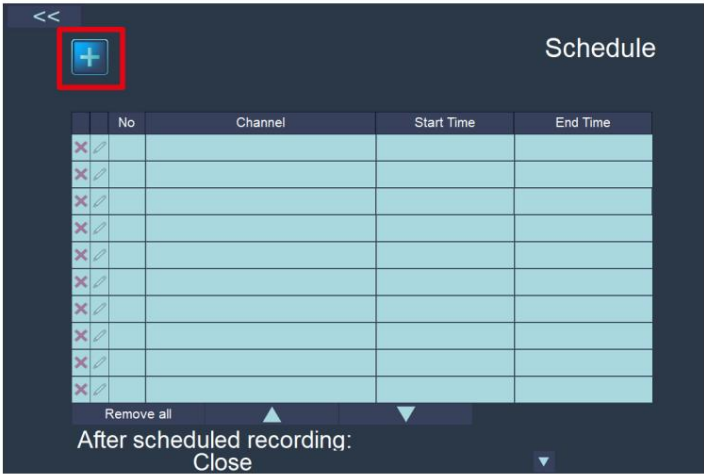 <<
Schedule
No Channel Start Time End Time
Remove all
After scheduled recording:
Close